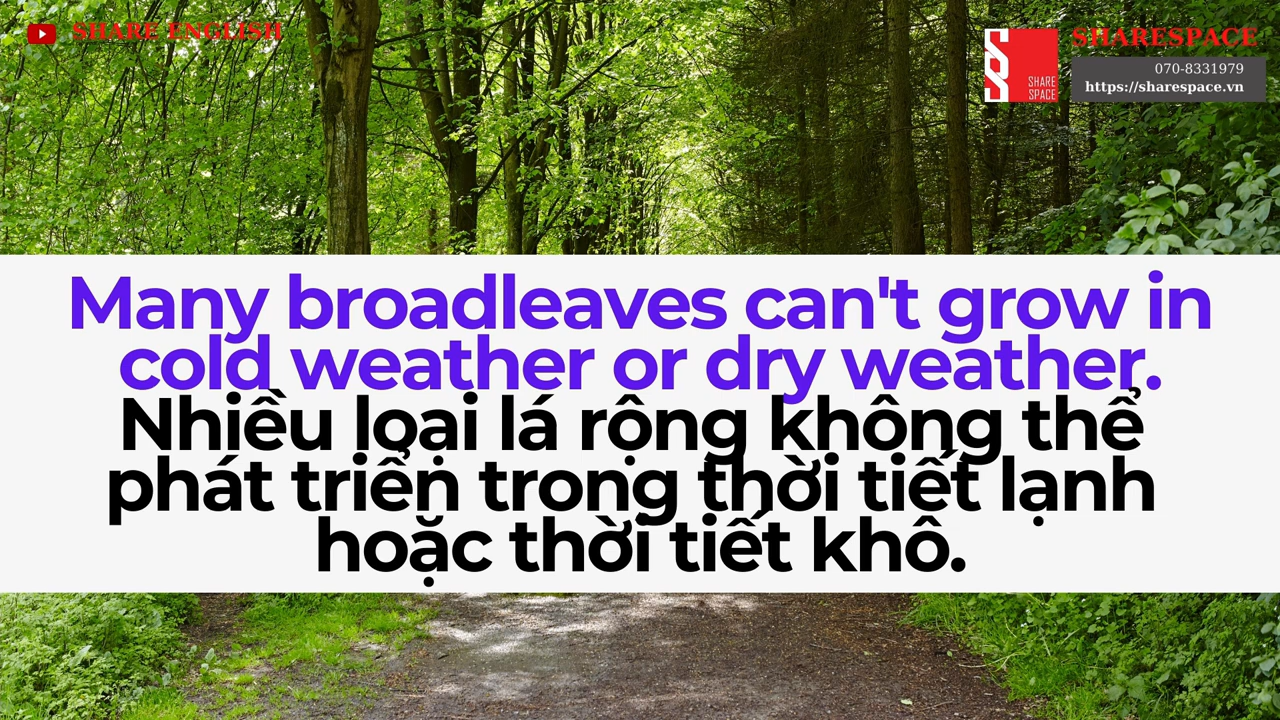 SHARE ENGLISH
SHARESPACE
070-8331979
https://sharespace.vn
SHARE
SPACE
Many broadleaves can't grow in
cold weather or dry weather.
Nhiều loại lá rộng không thể
phát triển trong thời tiết lạnh
hoặc thời tiết khô.